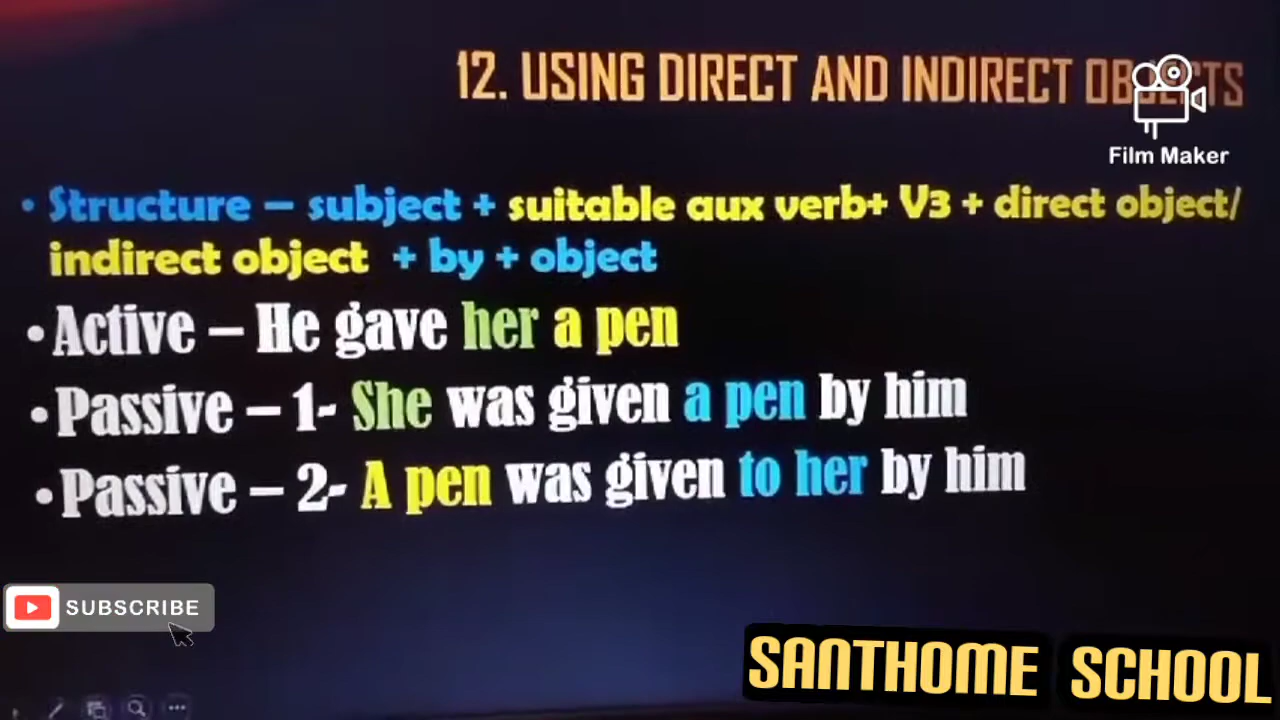 12. USING DIRECT AND INDIRECT OBJECTS
Film Maker
• Structure – subject + suitable aux verb+ V3 + direct object/
indirect object + by + object
• Active – He gave her a pen
• Passive – 1- She was given a pen by him
• Passive – 2- A pen was given to her by him
SUBSCRIBE
SANTHOME SCHOOL